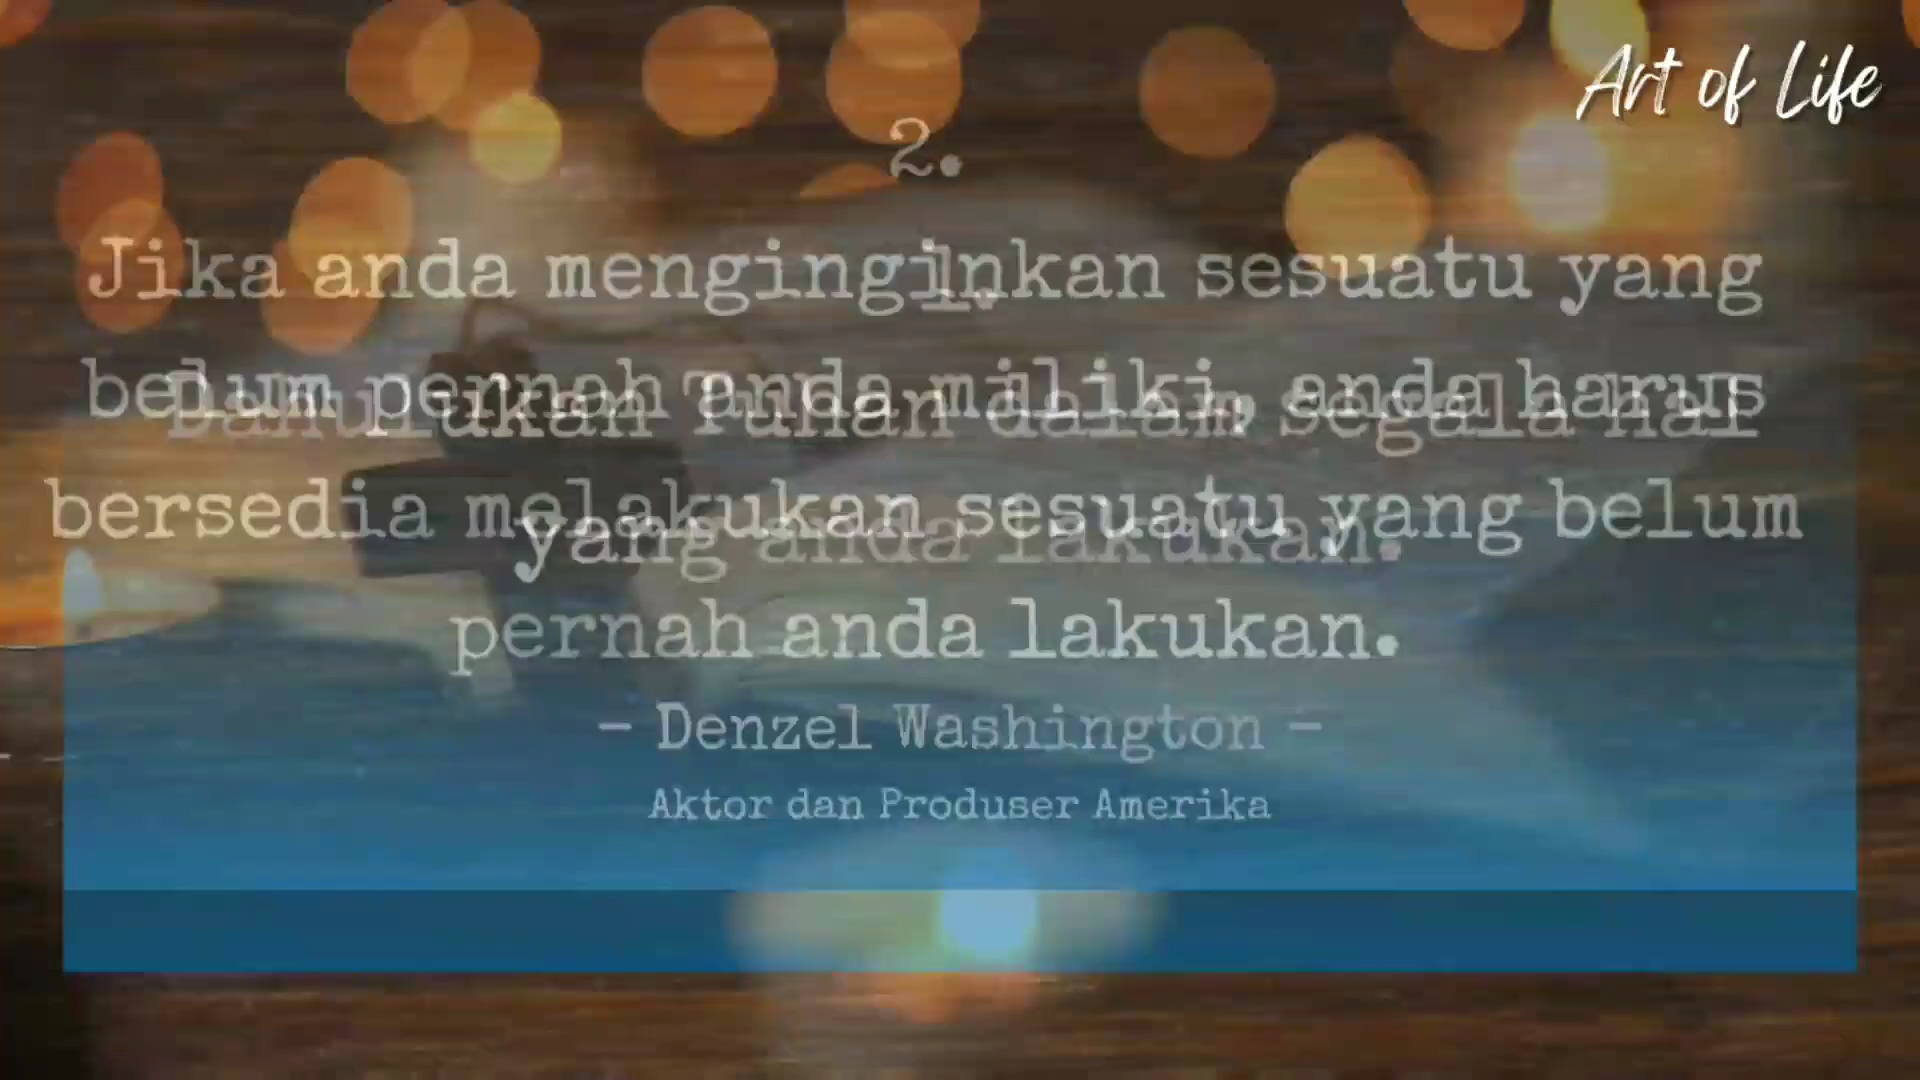 Art of Life
2.
Jika anda menginginkan sesuatu yang
belum pernah anda miliki, anda harus
bersedia melakukan sesuatu yang belum
pernah anda lakukan.
1.
Dahulukan Tuhan dalam segala hal
yang anda lakukan.
- Denzel Washington -
Aktor dan Produser Amerika